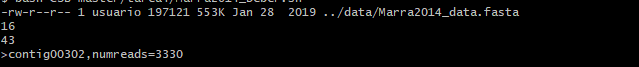 -rw-r--r-- 1 usuario 197121 553K Jan 28  2019 ../data/Marra2014_data.fasta
16
43
>contig00302,numreads=3330